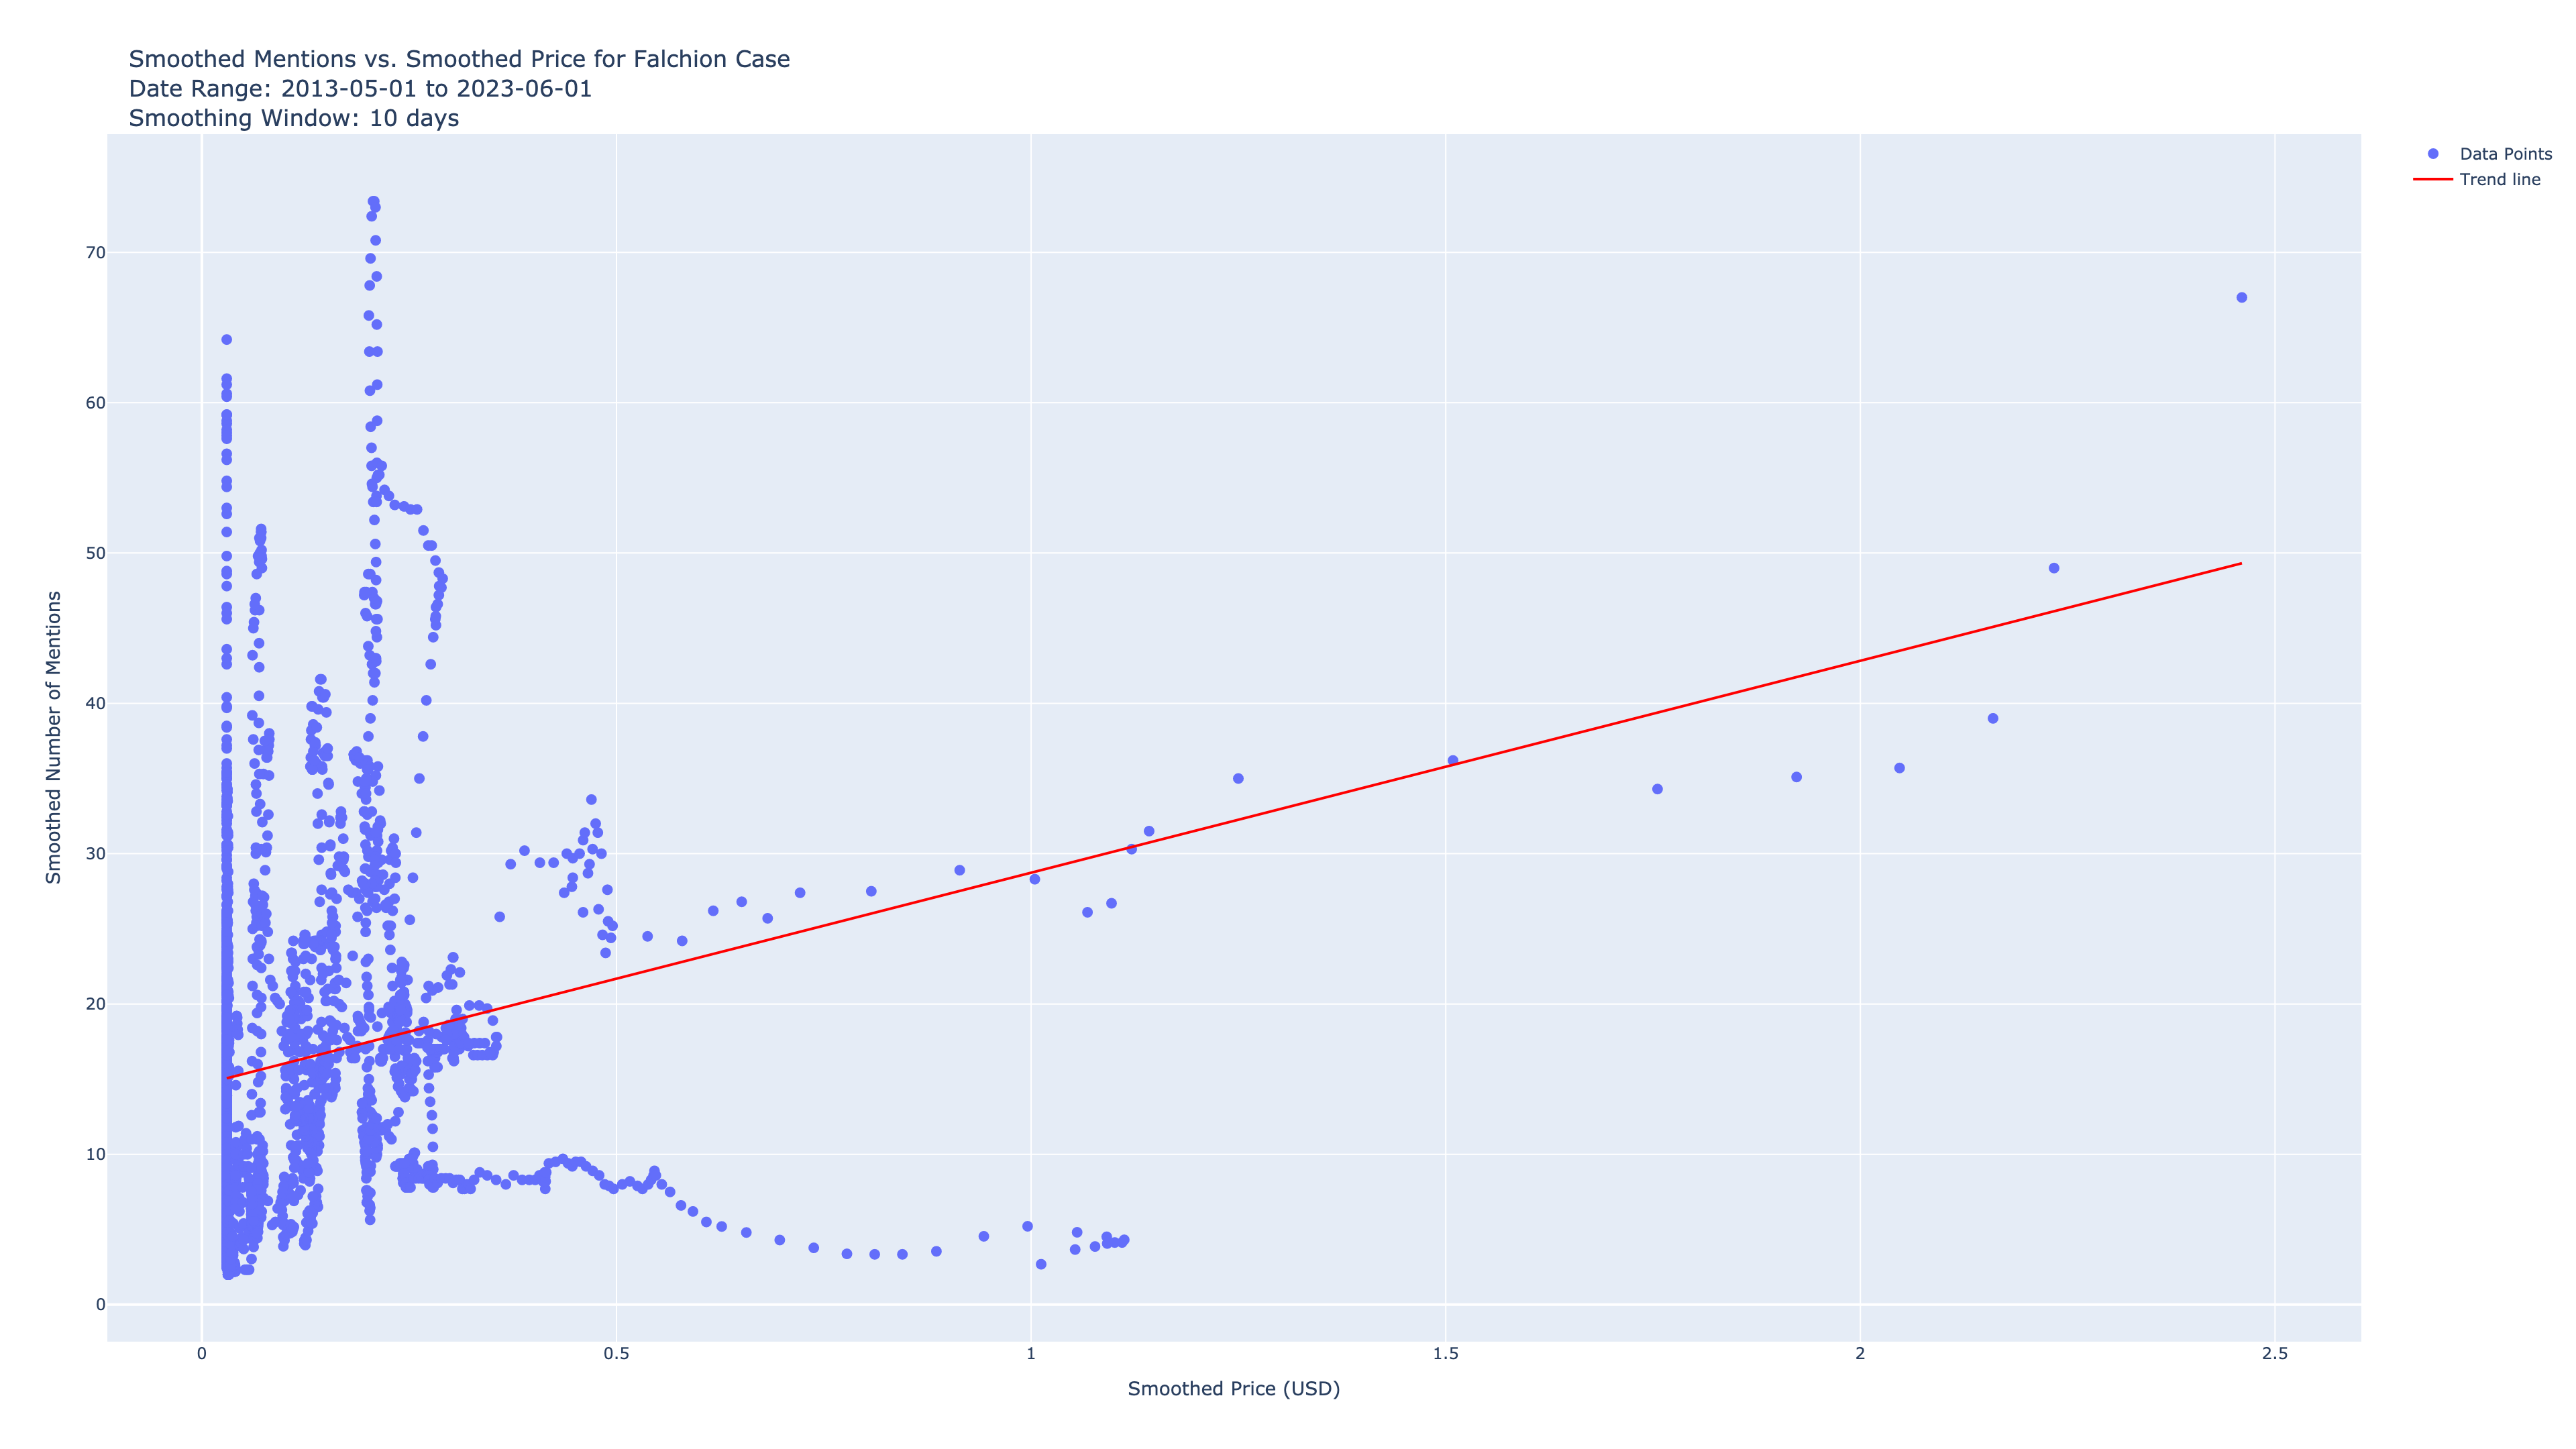 Smoothed Mentions vs. Smoothed Price for Falchion Case
Date Range: 2013-05-01 to 2023-06-01
Smoothing Window: 10 days
Data Points
Trend line
70
60
50
40
30
20
10
0
Smoothed Number of Mentions
0
0.5
1
1.5
2
2.5
Smoothed Price (USD)